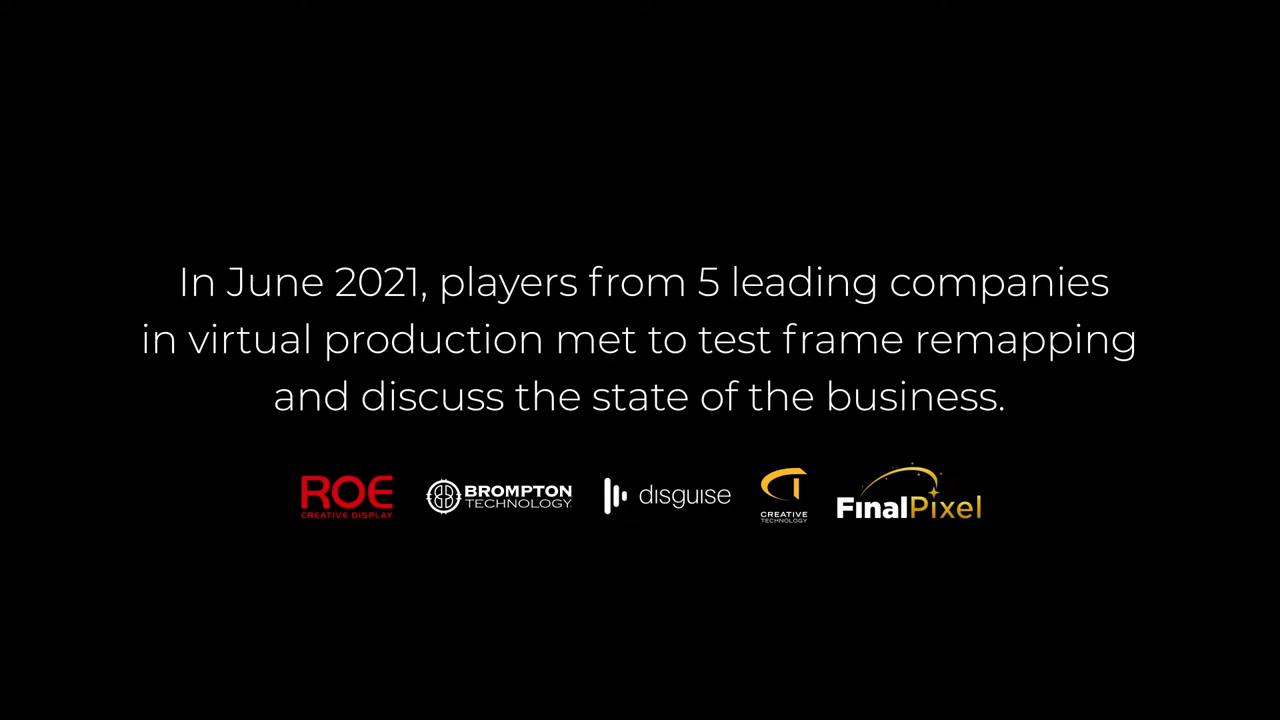 In June 2021, players from 5 leading companies
in virtual production met to test frame remapping
and discuss the state of the business.
ROE
CREATIVE DISPLAY
BROMPTON
TECHNOLOGY
disguise
CREATIVE
TECHNOLOGY
FinalPixel